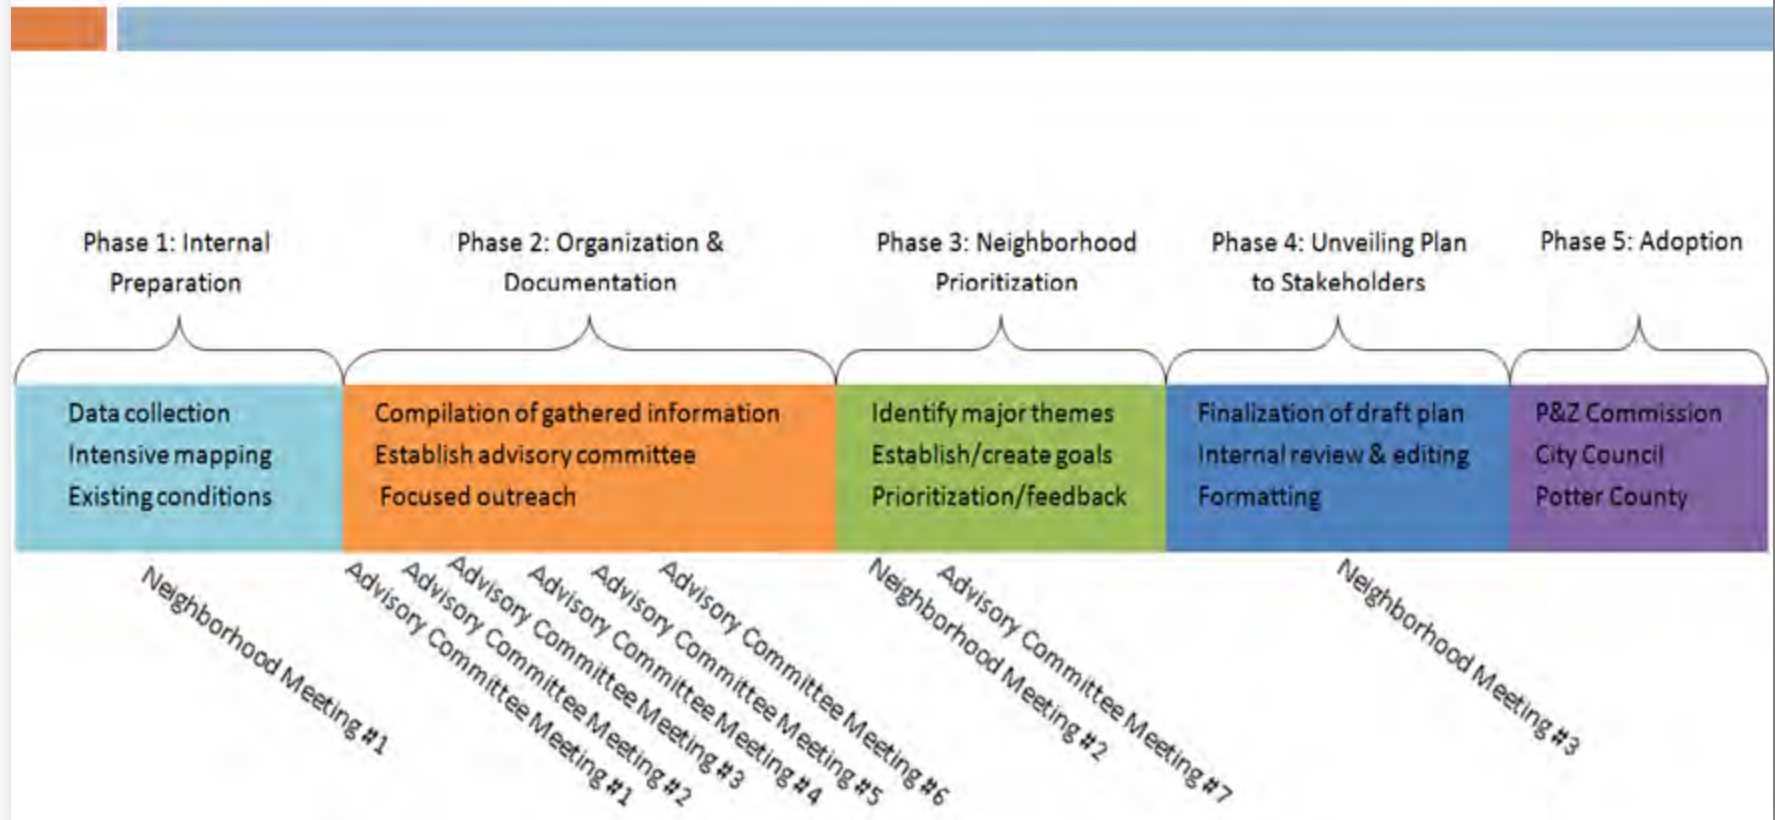 Phase 1: Internal
Preparation
Phase 2: Organization &
Documentation
Phase 3: Neighborhood
Prioritization
Phase 4: Unveiling Plan
to Stakeholders
Phase 5: Adoption
Data collection
Intensive mapping
Existing conditions
Compilation of gathered information
Establish advisory committee
Focused outreach
Identify major themes
Establish/create goals
Prioritization/feedback
Finalization of draft plan
Internal review & editing
Formatting
P&Z Commission
City Council
Potter County
Neighborhood Meeting #1
Advisory Committee Meeting #1
Advisory Committee Meeting #2
Advisory Committee Meeting #3
Advisory Committee Meeting #4
Advisory Committee Meeting #5
Advisory Committee Meeting #6
Neighborhood Meeting #2
Advisory Committee Meeting #7
Neighborhood Meeting #3